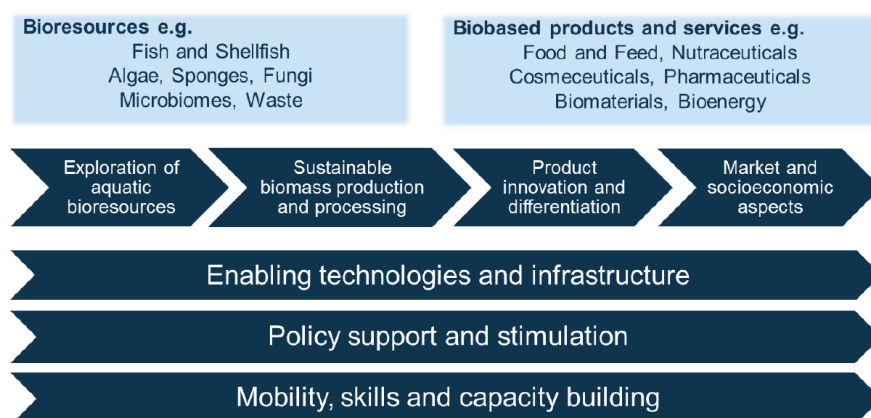 Bioresources e.g.
Fish and Shellfish
Algae, Sponges, Fungi
Microbiomes, Waste
Biobased products and services e.g.
Food and Feed, Nutraceuticals
Cosmeceuticals, Pharmaceuticals
Biomaterials, Bioenergy
Exploration of
aquatic
bioresources
Sustainable
biomass production
and processing
Product
innovation and
differentiation
Market and
socioeconomic
aspects
Enabling technologies and infrastructure
Policy support and stimulation
Mobility, skills and capacity building